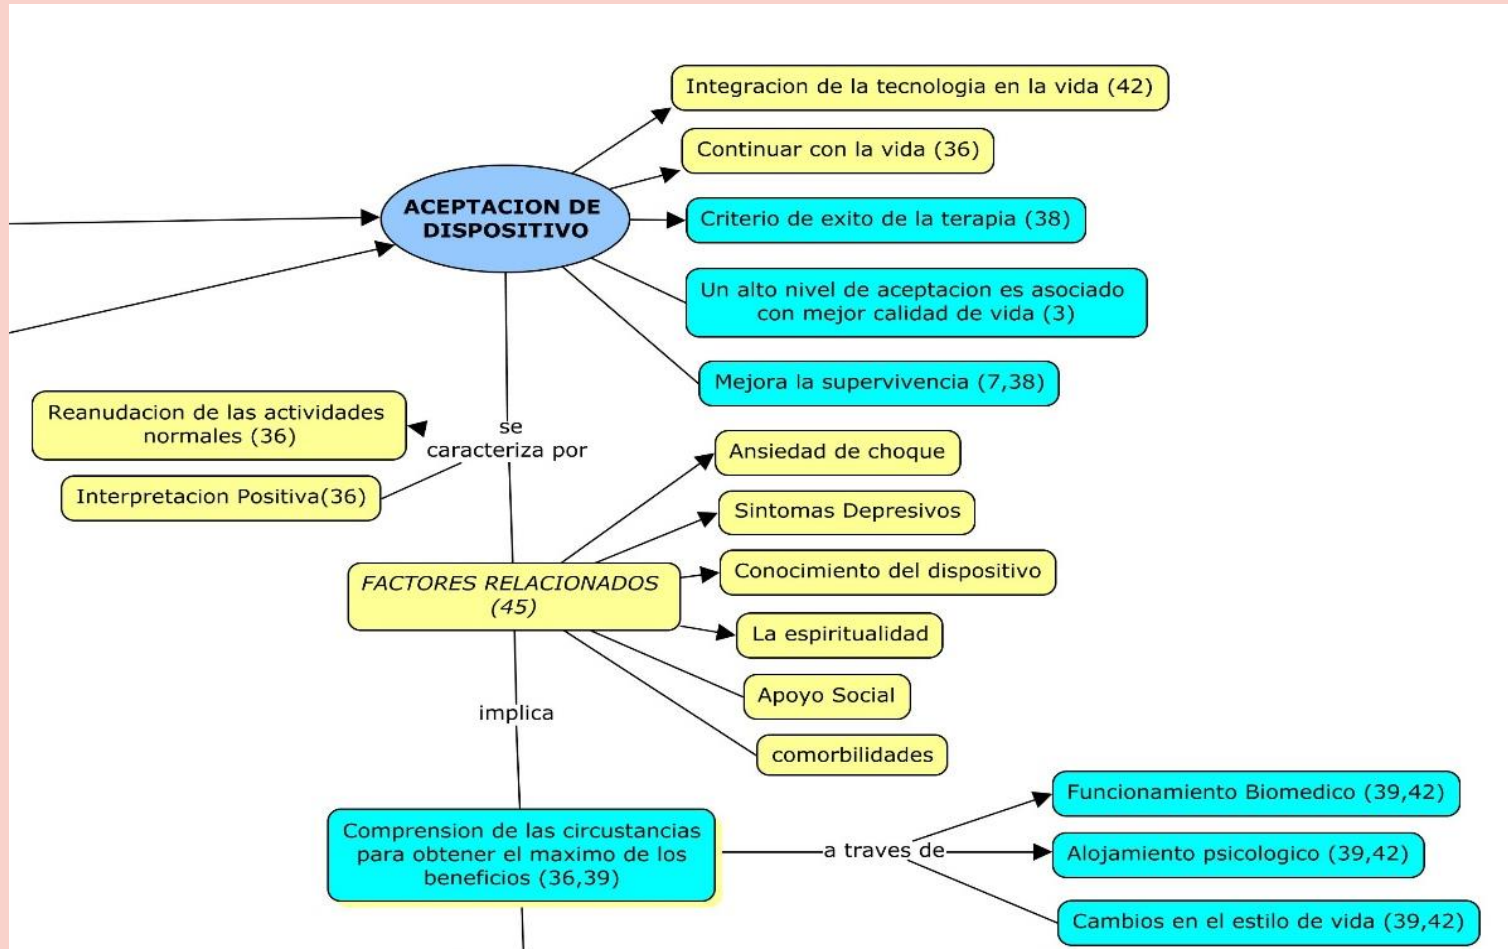 Integracion de la tecnologia en la vida (42)
Continuar con la vida (36)
ACEPTACION DE
DISPOSITIVO
Criterio de exito de la terapia (38)
Un alto nivel de aceptacion es asociado
con mejor calidad de vida (3)
Mejora la supervivencia (7,38)
Reanudacion de las actividades
normales (36)
se
caracteriza por
Interpretacion Positiva(36)
Ansiedad de choque
Sintomas Depresivos
Conocimiento del dispositivo
FACTORES RELACIONADOS
(45)
La espiritualidad
Apoyo Social
comorbilidades
implica
Comprension de las circustancias
para obtener el maximo de los
beneficios (36,39)
a traves de
Funcionamiento Biomedico (39,42)
Alojamiento psicologico (39,42)
Cambios en el estilo de vida (39,42)